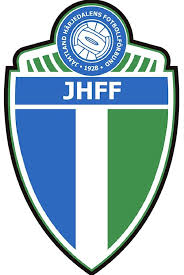 JÄMTLAND HÄRJEDALENS FOTBOLLFÖRBUND
• 1928 •
JHFF